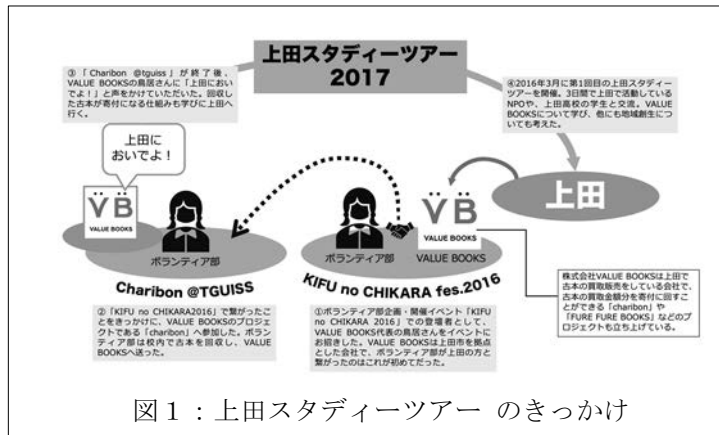 上田スタディーツアー
2017
③「Charibon @tguiss」が終了後、
VALUE BOOKSの鳥居さんに「上田においでよ！」と声をかけていただいた。回収し
た古本が寄付になる仕組みも学びに上田へ
行く。
④2016年3月に第1回目の上田スタディー
ツアーを開催。3日間で上田で活動している
NPOや、上田高校の学生と交流。VALUE
BOOKSについて学び、他にも地域創生につ
いても考えた。
上田に
おいでよ！
VB
VALUE BOOKS
ボランティア部
Charibon @TGUISS
ボランティア部
VB
VALUE BOOKS
VALUE BOOKS
KIFU no CHIKARA fes.2016
上田
②「KIFU no CHIKARA2016」で繋がったこ
とをきっかけに、VALUE BOOKSのプロジェ
クトである「charibon」へ参加した。ボラン
ティア部は校内で古本を回収し、VALUE
BOOKSへ送った。
①ボランティア部企画・開催イベント「KIFU
no CHIKARA 2016」での登場者として、
VALUE BOOKS代表の鳥居さんをイベントにお
招きした。VALUE BOOKSは上田市を拠点
とした会社で、ボランティア部が上田の方と
繋がったのはこれが初めてだった。
株式会社VALUE BOOKSは上田で
古本の買取販売をしている会社で、
古本の買取金額分を寄付に回すこ
とができる「charibon」や
「FURE FURE BOOKS」などのプ
ロジェクトも立ち上げている。
図１：上田スタディーツアー のきっかけ